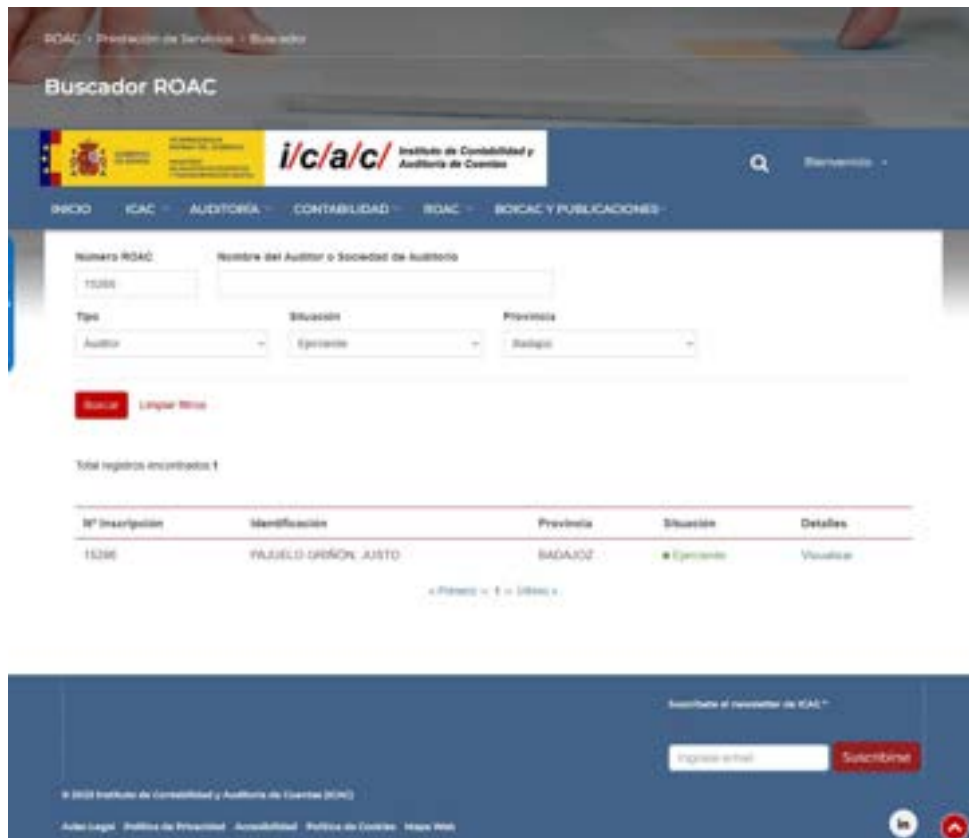 ROAC > Prestación de Servicios > Buscador
Buscador ROAC
GOBIERNO DE ESPAÑA
i/c/a/c/ Instituto de Contabilidad y Auditoría de Cuentas
Bienvenido
INICIO ICAC AUDITORÍA CONTABILIDAD ROAC BOICAC Y PUBLICACIONES
Número ROAC Nombre del Auditor o Sociedad de Auditoría
Tipo Situación Provincia
Auditor Ejerciente Badajoz
Buscar Limpiar filtros
Total registros encontrados 1
Nº Inscripción Identificación Provincia Situación Detalles
PAJUELO GRIÑÓN, JUSTO BADAJOZ Ejerciente Visualizar
« Primero « 1 » Último »
Suscríbete al newsletter de ICAC
Ingrese email Suscribirse
Instituto de Contabilidad y Auditoría de Cuentas (ICAC)
Aviso Legal Política de Privacidad Accesibilidad Política de Cookies Mapa Web
in